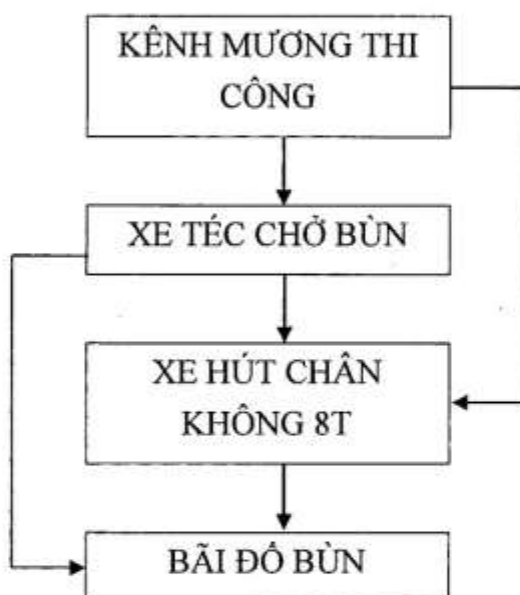 KÊNH MƯƠNG THI
CÔNG
XE TÉC CHỞ BÙN
XE HÚT CHÂN
KHÔNG 8T
BÃI ĐỔ BÙN